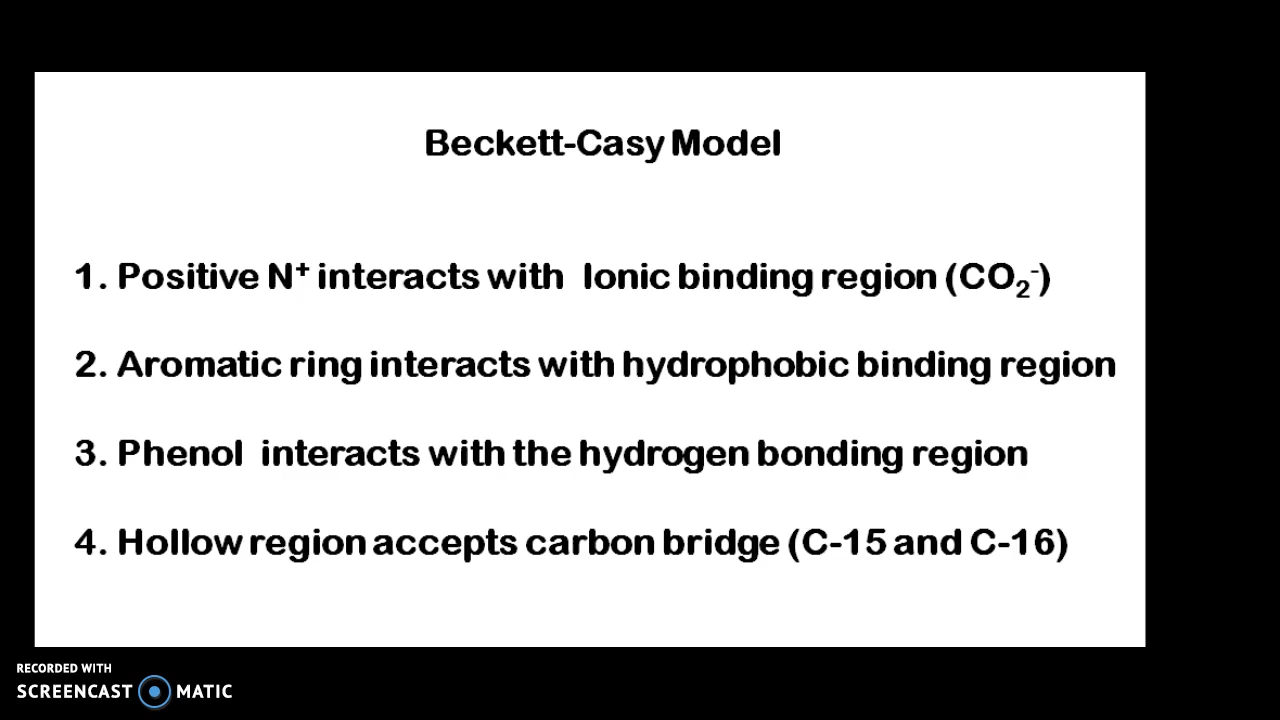 Beckett-Casy Model
1. Positive N⁺ interacts with Ionic binding region (CO₂⁻)
2. Aromatic ring interacts with hydrophobic binding region
3. Phenol interacts with the hydrogen bonding region
4. Hollow region accepts carbon bridge (C-15 and C-16)
RECORDED WITH
SCREENCAST MATIC